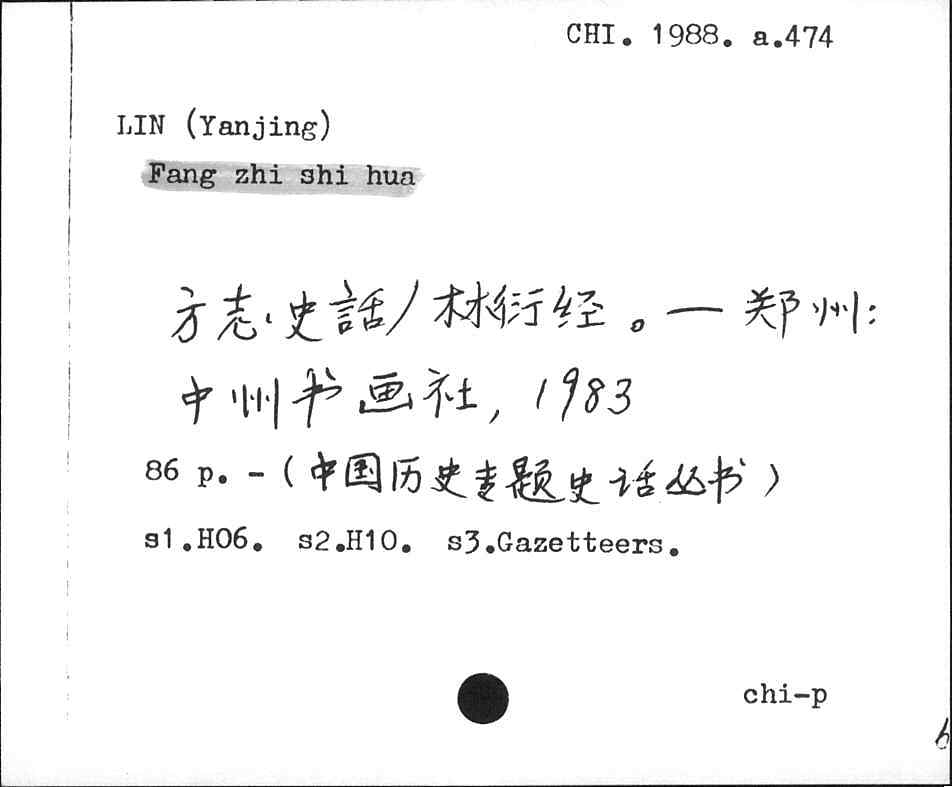 CHI. 1988. a.474
LIN (Yanjing)
Fang zhi shi hua
方志史話/林衍经。— 郑州:
中州书画社, 1983
86 p. - (中国历史专题史话丛书)
s1.H06. s2.H10. s3.Gazetteers.
chi-p